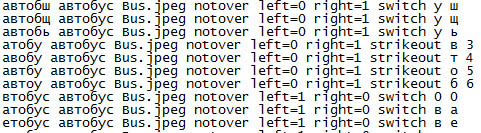 автобш автобус Bus.jpeg notover left=0 right=1 switch у ш
автобщ автобус Bus.jpeg notover left=0 right=1 switch у щ
автобь автобус Bus.jpeg notover left=0 right=1 switch у ь
атобу автобус Bus.jpeg notover left=0 right=1 strikeout в 3
авобу автобус Bus.jpeg notover left=0 right=1 strikeout т 4
автбу автобус Bus.jpeg notover left=0 right=1 strikeout о 5
автоу автобус Bus.jpeg notover left=0 right=1 strikeout б 6
втобус автобус Bus.jpeg notover left=1 right=0 switch 0 0
атобус автобус Bus.jpeg notover left=1 right=0 switch в а
етобус автобус Bus.jpeg notover left=1 right=0 switch в е